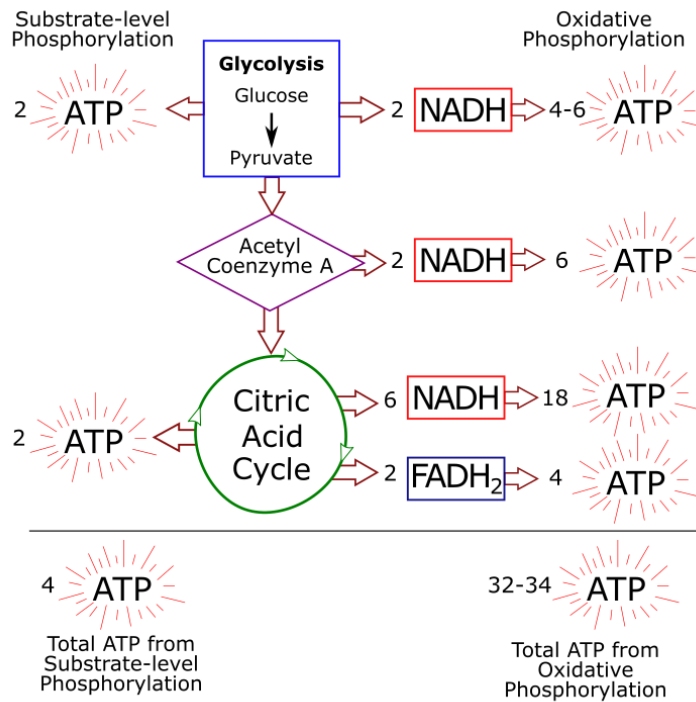 Substrate-level
Phosphorylation
Oxidative
Phosphorylation
Glycolysis
Glucose
Pyruvate
2 ATP
2 NADH 4-6 ATP
Acetyl
Coenzyme A
2 NADH 6 ATP
Citric
Acid
Cycle
2 ATP
6 NADH 18 ATP
2 FADH₂ 4 ATP
4 ATP
Total ATP from
Substrate-level
Phosphorylation
32-34 ATP
Total ATP from
Oxidative
Phosphorylation